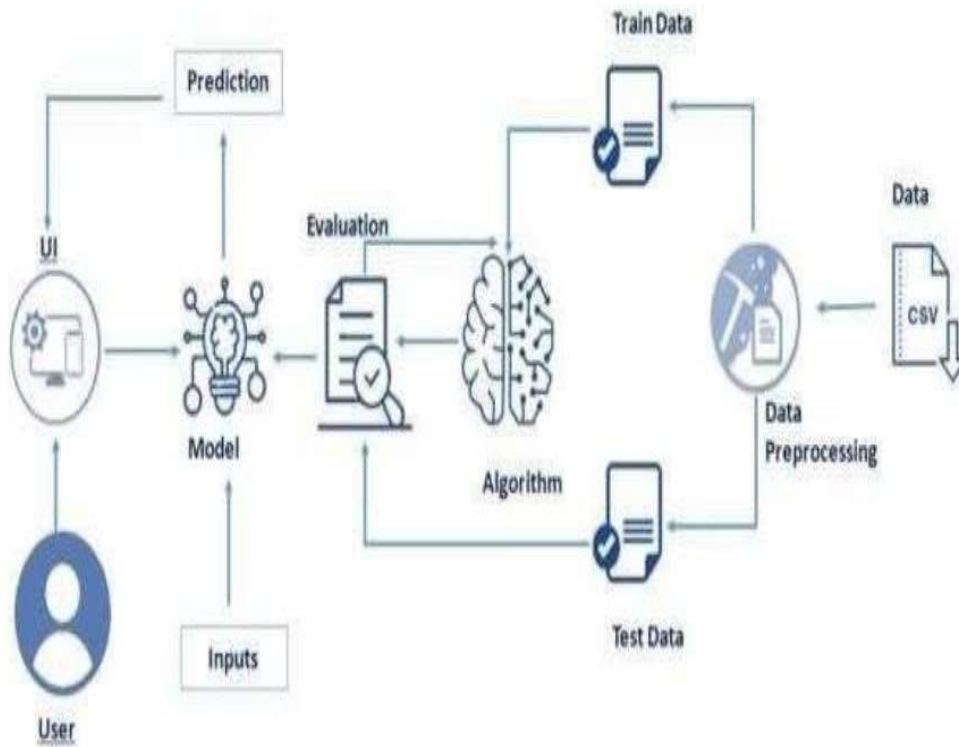 Train Data
Prediction
Data
Evaluation
UI
CSV
Data
Preprocessing
Model
Algorithm
Test Data
Inputs
User